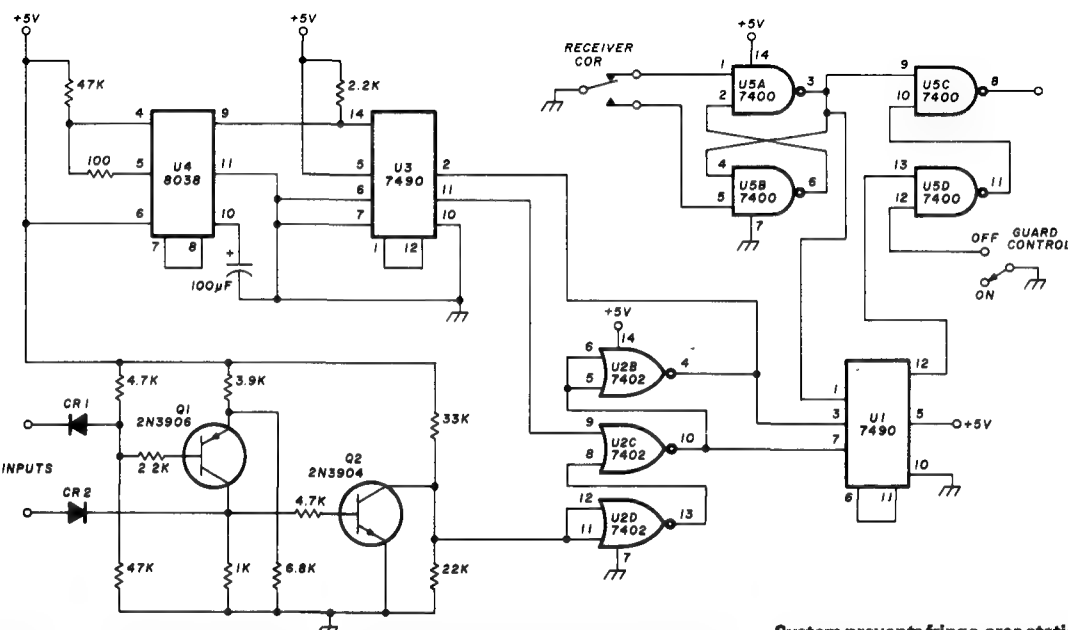 +5V
+5V
+5V
RECEIVER
COR
14
1
U5A
7400
3
2
9
U5C
7400
8
10
47K
2.2K
4
9
14
100
5
U4
8038
11
U3
7490
5
2
6
11
6
10
7
10
7
8
1
12
100µF
+
4
U5B
7400
6
5
7
13
U5D
7400
11
12
OFF
GUARD
CONTROL
ON
+5V
14
6
U2B
7402
4
5
9
U2C
7402
10
8
12
U2D
7402
13
11
7
12
1
3
U1
7490
5
+5V
7
10
6
11
4.7K
3.9K
CR1
Q1
2N3906
33K
2 2K
Q2
2N3904
INPUTS
CR2
4.7K
47K
1K
6.8K
22K